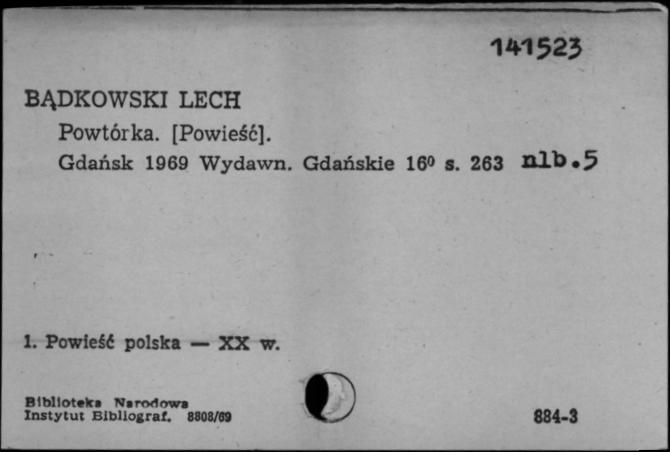 141523
BĄDKOWSKI LECH
Powtórka. [Powieść].
Gdańsk 1969 Wydawn. Gdańskie 16⁰ s. 263 nlb.5
1. Powieść polska — XX w.
Biblioteka Narodowa
Instytut Bibliograf. 8808/69
884-3